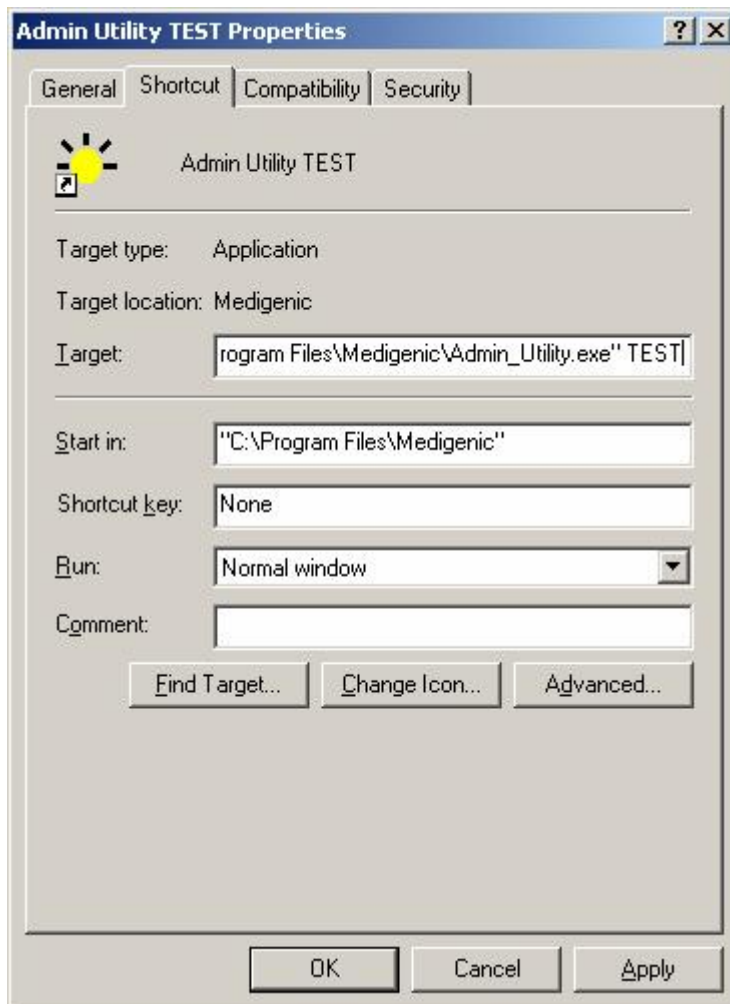 Admin Utility TEST Properties
General Shortcut Compatibility Security
Admin Utility TEST
Target type: Application
Target location: Medigenic
Target: rogram Files\Medigenic\Admin_Utility.exe" TEST
Start in: "C:\Program Files\Medigenic"
Shortcut key: None
Run: Normal window
Comment:
Find Target... Change Icon... Advanced...
OK Cancel Apply